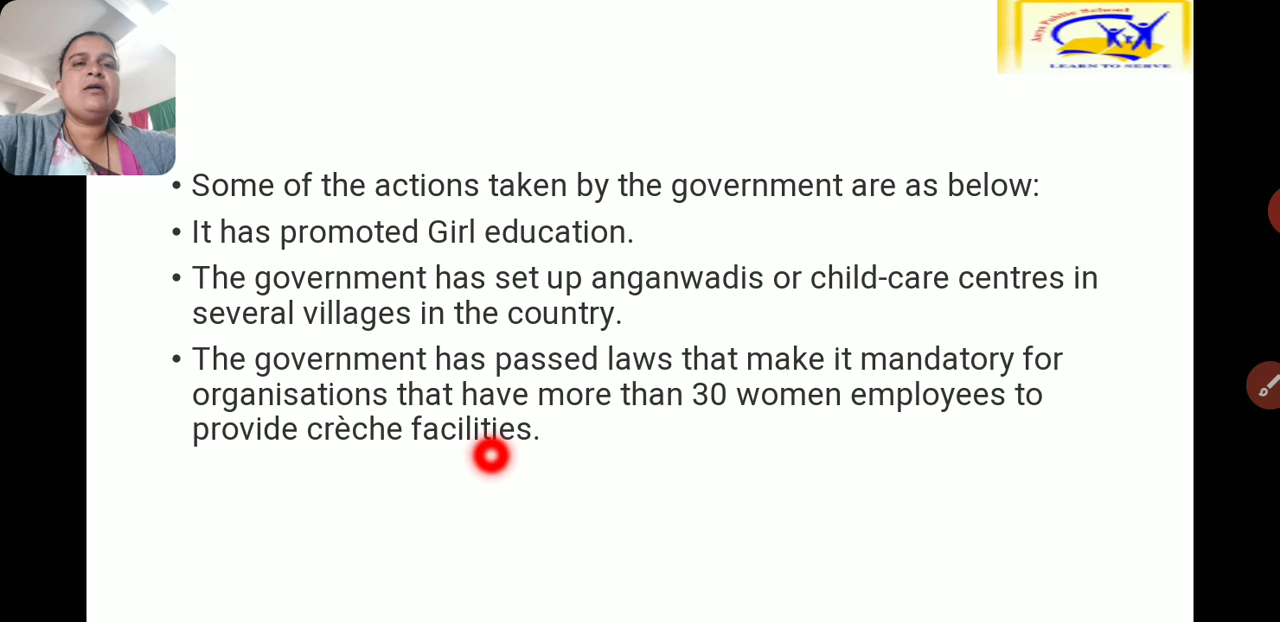 Arya Public School
LEARN TO SERVE
• Some of the actions taken by the government are as below:
• It has promoted Girl education.
• The government has set up anganwadis or child-care centres in
several villages in the country.
• The government has passed laws that make it mandatory for
organisations that have more than 30 women employees to
provide crèche facilities.